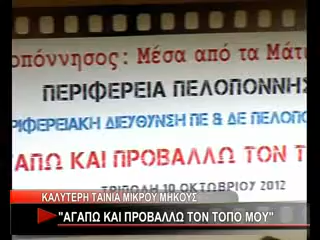 οπόννησος: Μέσα από τα Μάτι
ΠΕΡΙΦΕΡΕΙΑ ΠΕΛΟΠΟΝΝΗΣ
ΡΙΦΕΡΕΙΑΚΗ ΔΙΕΥΘΥΝΣΗ ΠΕ & ΔΕ ΠΕΛΟΠΟ
ΑΠΩ ΚΑΙ ΠΡΟΒΑΛΛΩ ΤΟΝ Τ
ΤΡΙΠΟΛΗ 10 ΟΚΤΩΒΡΙΟΥ 2012
ΚΑΛΥΤΕΡΗ ΤΑΙΝΙΑ ΜΙΚΡΟΥ ΜΗΚΟΥΣ
"ΑΓΑΠΩ ΚΑΙ ΠΡΟΒΑΛΛΩ ΤΟΝ ΤΟΠΟ ΜΟΥ"